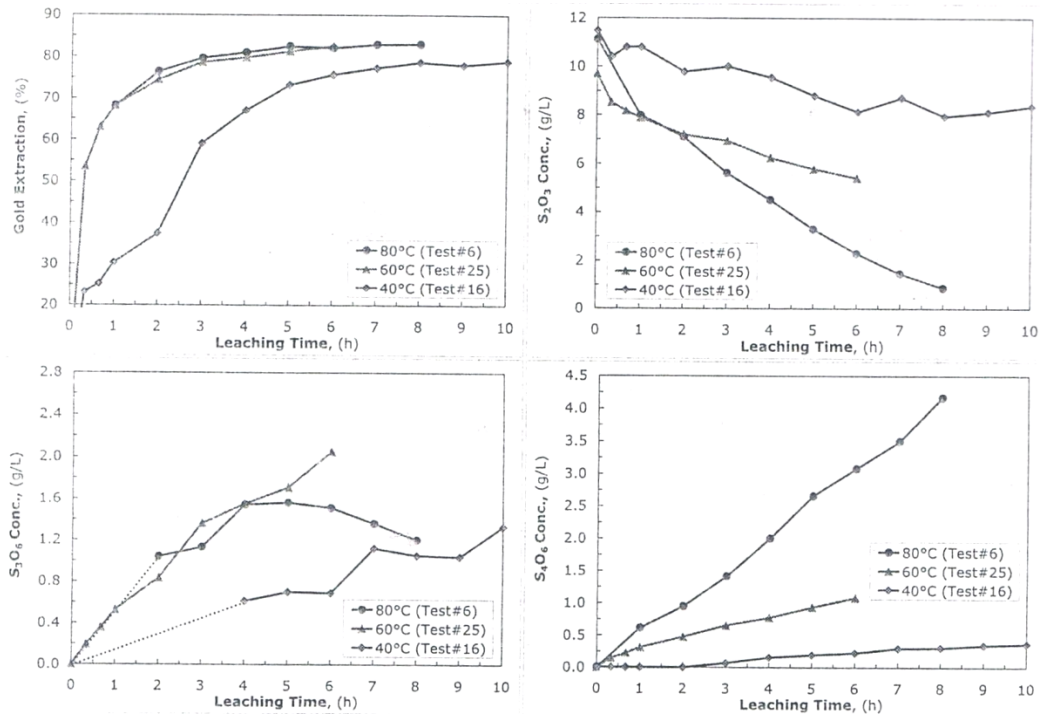 90
80
70
60
50
40
30
20
Gold Extraction, (%)
80°C (Test#6)
60°C (Test#25)
40°C (Test#16)
0 1 2 3 4 5 6 7 8 9 10
Leaching Time, (h)
12
10
8
6
4
2
0
S₂O₃ Conc., (g/L)
80°C (Test#6)
60°C (Test#25)
40°C (Test#16)
0 1 2 3 4 5 6 7 8 9 10
Leaching Time, (h)
2.8
2.4
2.0
1.6
1.2
0.8
0.4
0.0
S₃O₆ Conc., (g/L)
80°C (Test#6)
60°C (Test#25)
40°C (Test#16)
0 1 2 3 4 5 6 7 8 9 10
Leaching Time, (h)
4.5
4.0
3.5
3.0
2.5
2.0
1.5
1.0
0.5
0.0
S₄O₆ Conc., (g/L)
80°C (Test#6)
60°C (Test#25)
40°C (Test#16)
0 1 2 3 4 5 6 7 8 9 10
Leaching Time, (h)